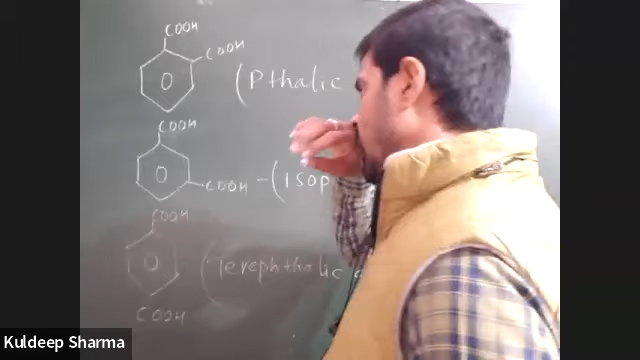 COOH
COOH
(Pthalic
COOH
COOH - (ISOP
COOH
(Terephthalic a
COOH
Kuldeep Sharma